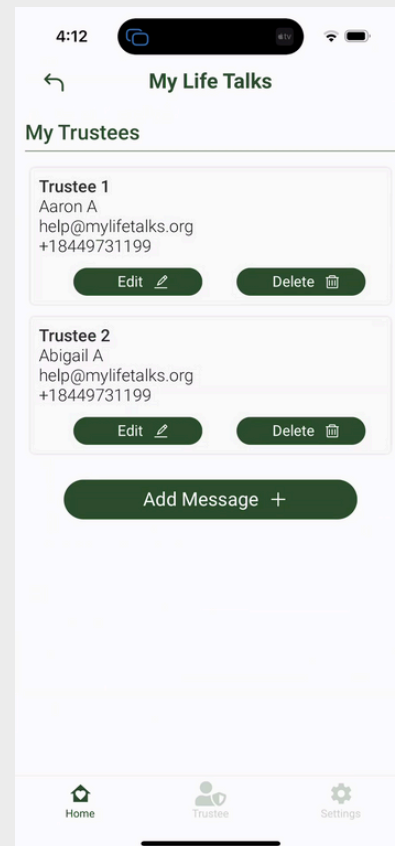 4:12
tv
My Life Talks
My Trustees
Trustee 1
Aaron A
help@mylifetalks.org
+18449731199
Edit Delete
Trustee 2
Abigail A
help@mylifetalks.org
+18449731199
Edit Delete
Add Message +
Home Trustee Settings